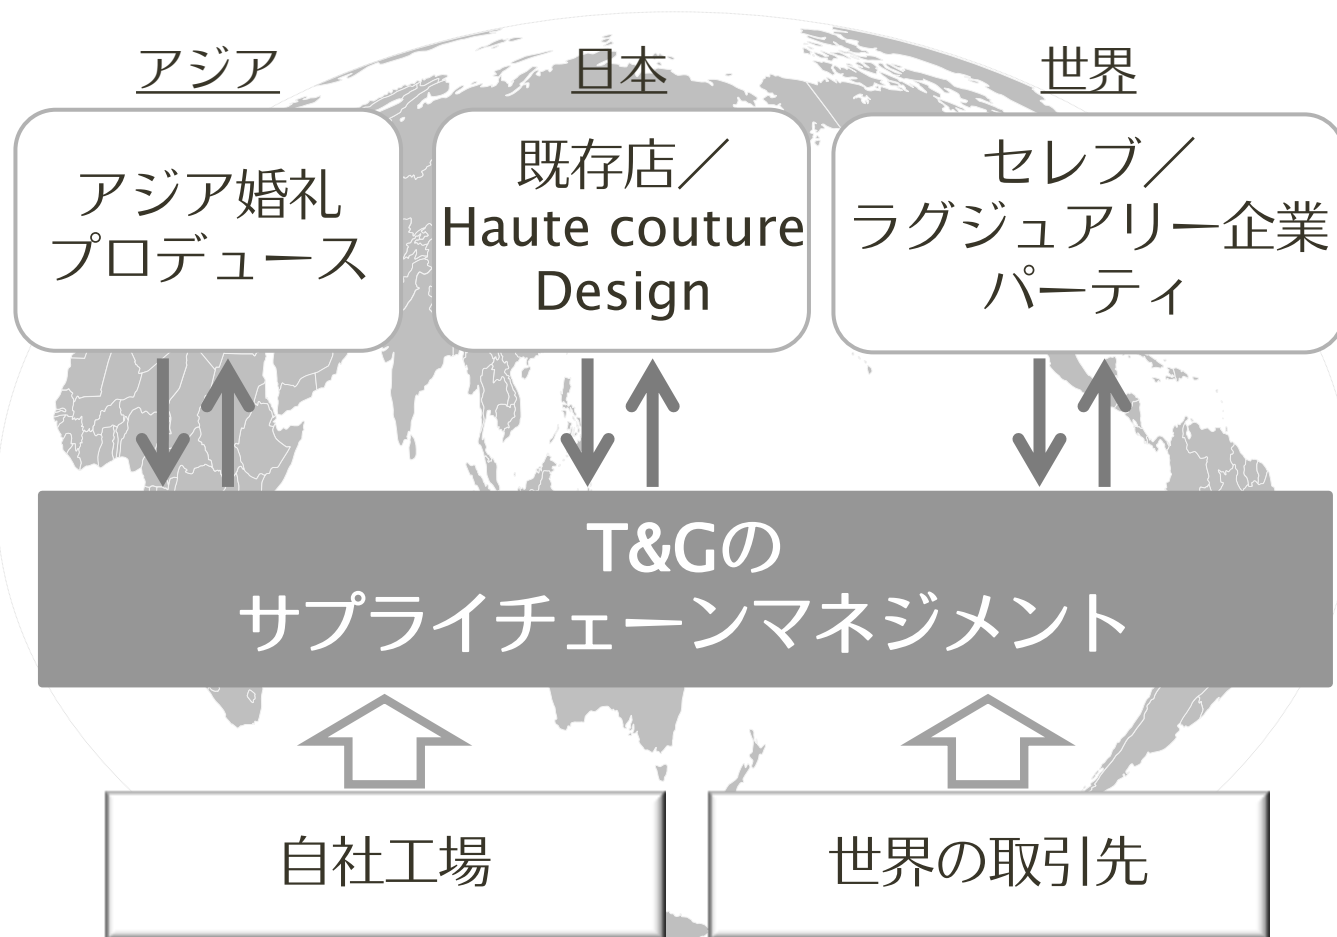 アジア
日本
世界
アジア婚礼
プロデュース
既存店／
Haute couture
Design
セレブ／
ラグジュアリー企業
パーティ
T&Gの
サプライチェーンマネジメント
自社工場
世界の取引先